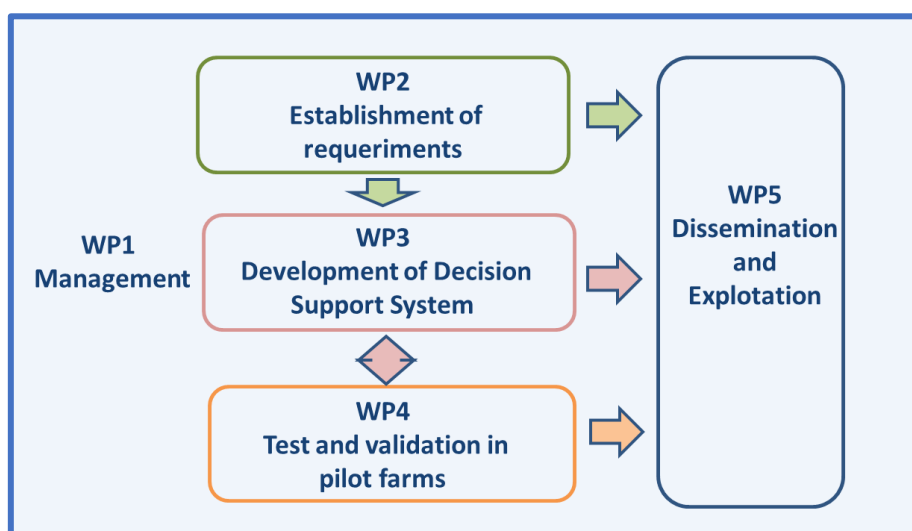 WP2
Establishment of
requeriments
WP1
Management
WP3
Development of Decision
Support System
WP4
Test and validation in
pilot farms
WP5
Dissemination
and
Explotation